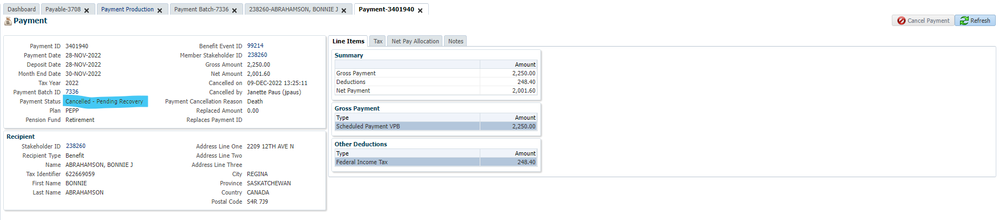 Dashboard Payable-3708 Payment Production Payment Batch-7336 238260-ABRAHAMSON, BONNIE J Payment-3401940
Payment
Cancel Payment Refresh
Payment ID 3401940
Payment Date 28-NOV-2022
Deposit Date 28-NOV-2022
Month End Date 30-NOV-2022
Tax Year 2022
Payment Batch ID 7336
Payment Status Cancelled - Pending Recovery
Plan PEPP
Pension Fund Retirement
Benefit Event ID 99214
Member Stakeholder ID 238260
Gross Amount 2,250.00
Net Amount 2,001.60
Cancelled on 09-DEC-2022 13:25:11
Cancelled by Janette Paus (jpaus)
Payment Cancellation Reason Death
Replaced Amount 0.00
Replaces Payment ID
Recipient
Stakeholder ID 238260
Recipient Type Benefit
Name ABRAHAMSON, BONNIE J
Tax Identifier 622669059
First Name BONNIE
Last Name ABRAHAMSON
Address Line One 2209 12TH AVE N
Address Line Two
Address Line Three
City REGINA
Province SASKATCHEWAN
Country CANADA
Postal Code S4R 7J9
Line Items Tax Net Pay Allocation Notes
Summary
Amount
Gross Payment 2,250.00
Deductions 248.40
Net Payment 2,001.60
Gross Payment
Type Amount
Scheduled Payment VPB 2,250.00
Other Deductions
Type Amount
Federal Income Tax 248.40